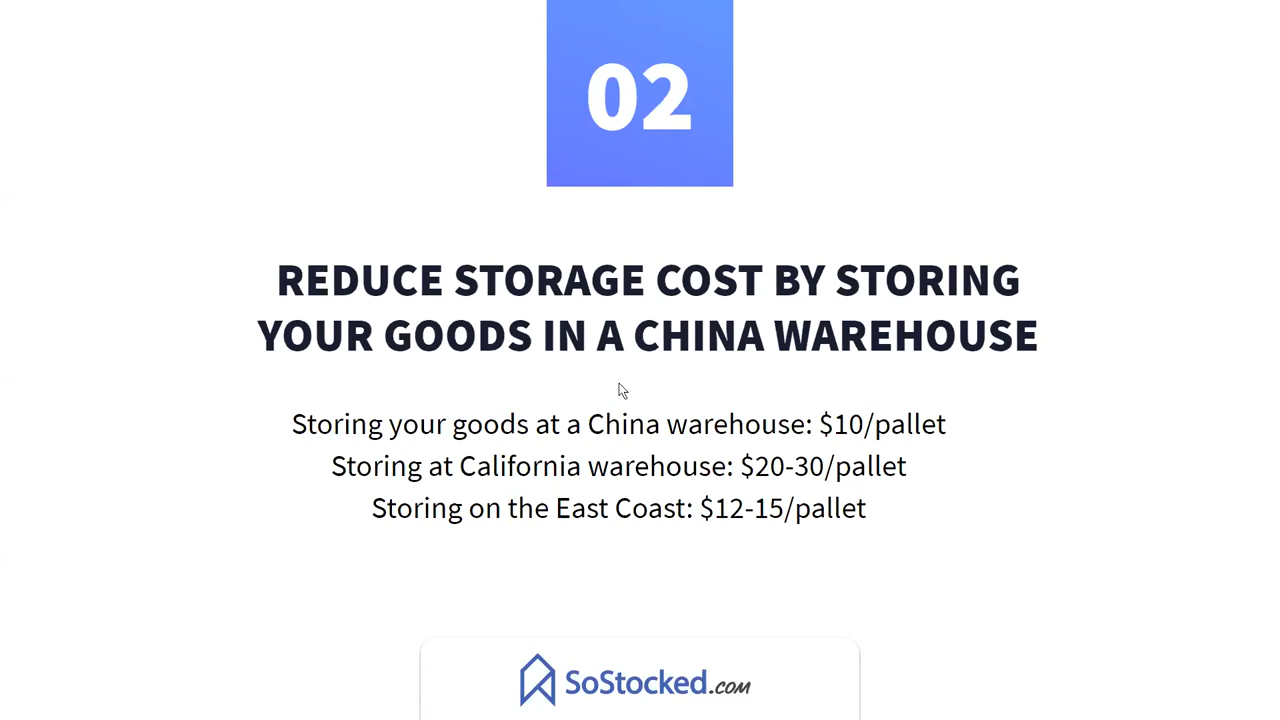 02
REDUCE STORAGE COST BY STORING
YOUR GOODS IN A CHINA WAREHOUSE
Storing your goods at a China warehouse: $10/pallet
Storing at California warehouse: $20-30/pallet
Storing on the East Coast: $12-15/pallet
SoStocked.com